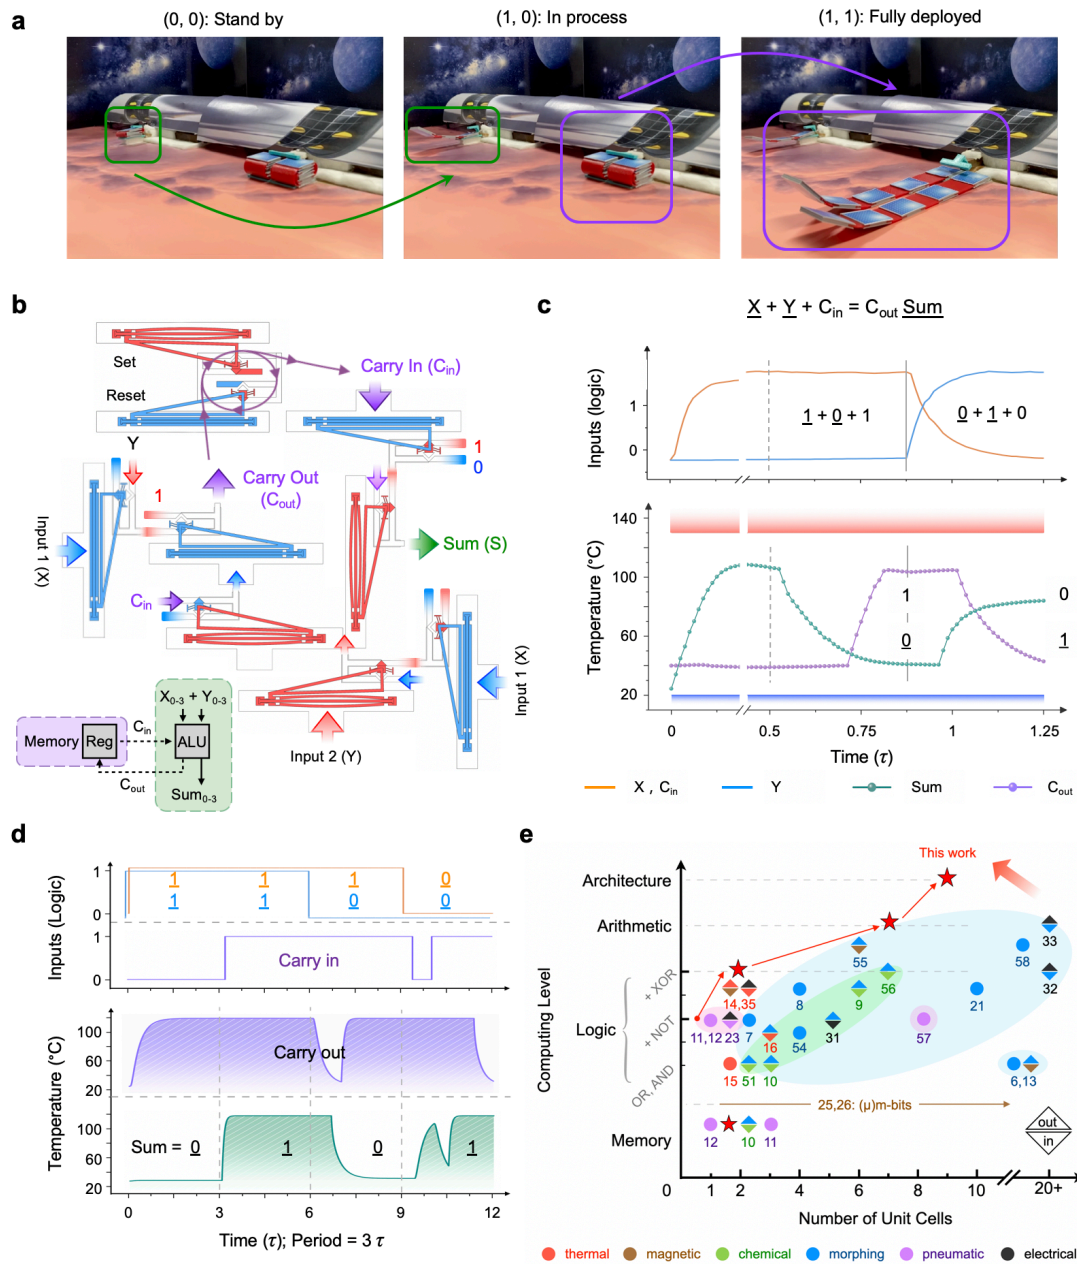 a
(0, 0): Stand by
(1, 0): In process
(1, 1): Fully deployed
b
Set
Reset
Carry In (Cin)
1
0
Y
1
Carry Out
(Cout)
Input 1 (X)
Sum (S)
Cin
Input 1 (X)
Input 2 (Y)
X0-3 + Y0-3
Cin
Memory
Reg
ALU
Cout
Sum0-3
c
X + Y + Cin = Cout Sum
Inputs (logic)
1
0
1 + 0 + 1
0 + 1 + 0
Temperature (°C)
140
100
60
20
1
0
0
1
0
0.5
1
1.25
Time (τ)
X , Cin
Y
Sum
Cout
d
Inputs (Logic)
1
0
1 1 1 0
1 1 0 0
1
0
Carry in
Temperature (°C)
100
60
20
Carry out
100
60
20
Sum = 0 1 0 1
0 3 6 9 12
Time (τ); Period = 3 τ
e
This work
Computing Level
Architecture
Arithmetic
Logic
+ XOR
+ NOT
OR, AND
Memory
33
58
55
56
32
14,35
8
9
21
11,12
23
7
16
54
31
57
15
51
10
6,13
25,26: (μ)m-bits
12
10
11
out
in
0 1 2 4 6 8 10 20+
Number of Unit Cells
thermal
magnetic
chemical
morphing
pneumatic
electrical